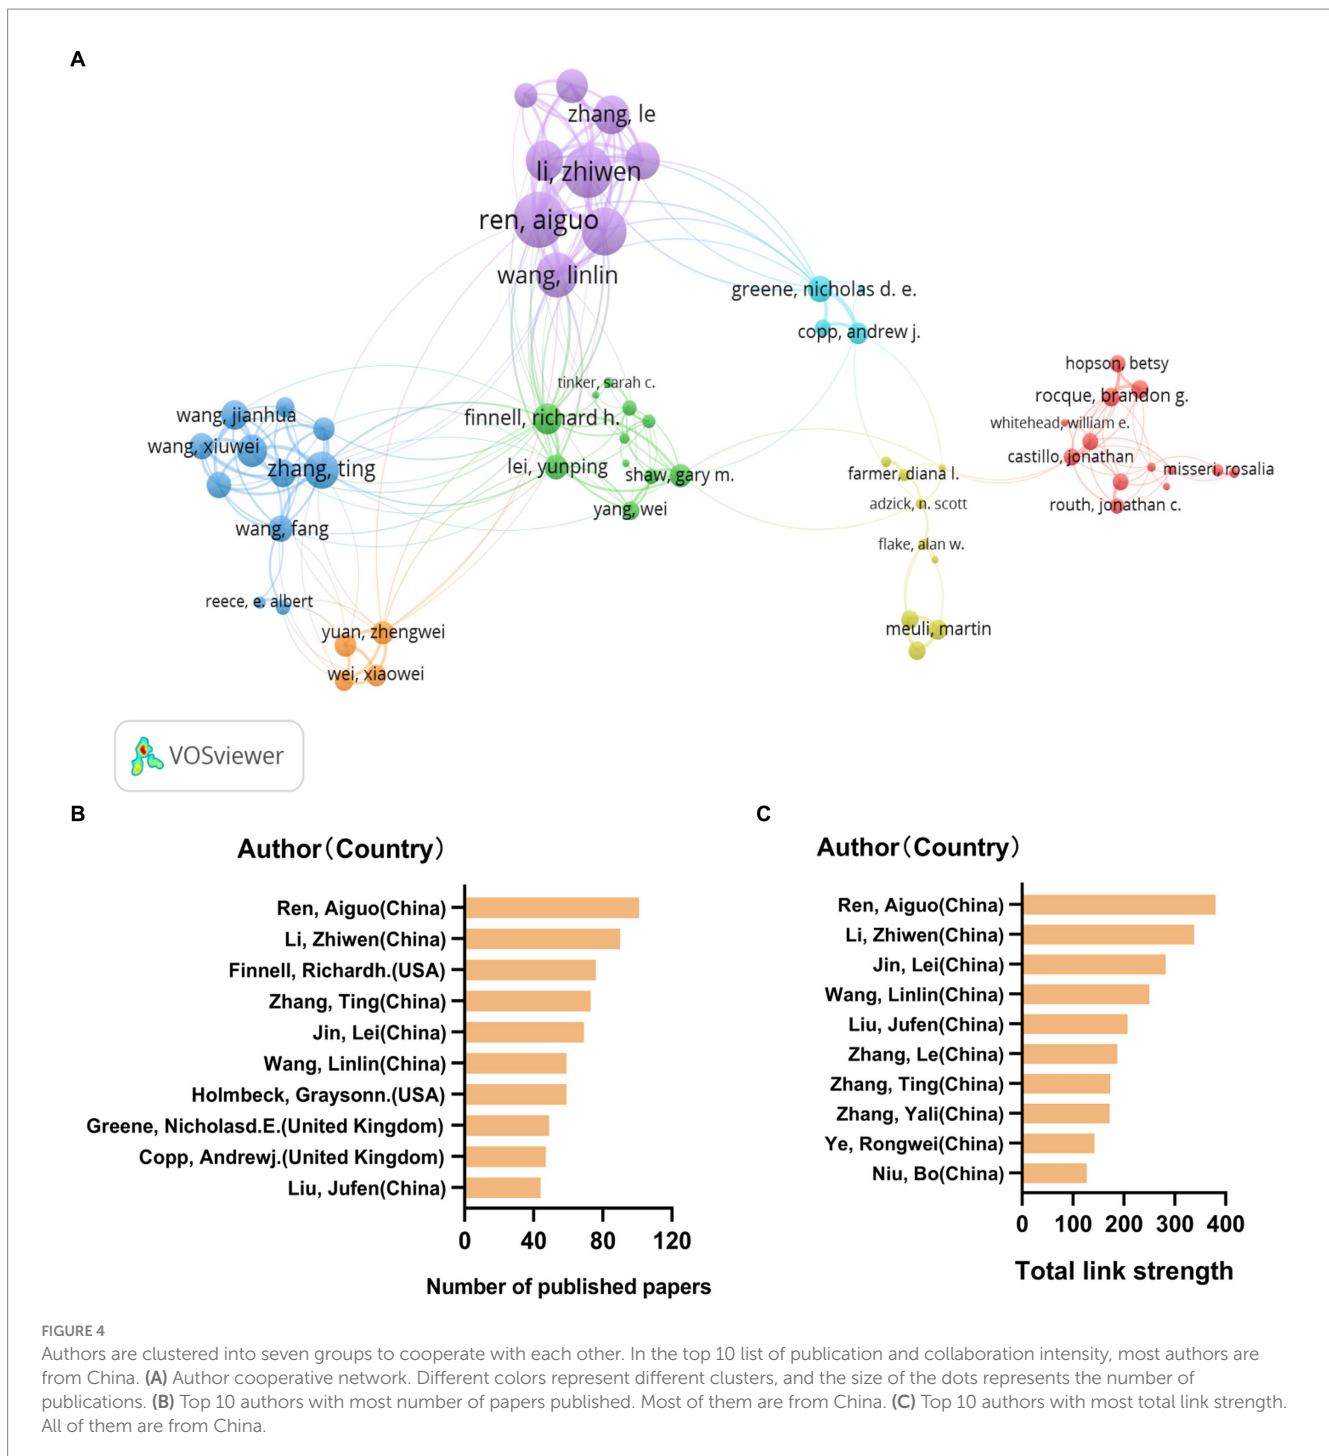 A
zhang, le
li, zhiwen
ren, aiguo
wang, linlin
greene, nicholas d. e.
copp, andrew j.
hopson, betsy
tinker, sarah c.
rocque, brandon g.
wang, jianhua
finnell, richard h.
whitehead, william e.
wang, xiuwei
castillo, jonathan
zhang, ting
lei, yunping
shaw, gary m.
farmer, diana l.
misseri, rosalia
adzick, n. scott
routh, jonathan c.
yang, wei
wang, fang
flake, alan w.
reece, e. albert
yuan, zhengwei
meuli, martin
wei, xiaowei
VOSviewer
B
Author（Country）
Ren, Aiguo(China)
Li, Zhiwen(China)
Finnell, Richardh.(USA)
Zhang, Ting(China)
Jin, Lei(China)
Wang, Linlin(China)
Holmbeck, Graysonn.(USA)
Greene, Nicholasd.E.(United Kingdom)
Copp, Andrewj.(United Kingdom)
Liu, Jufen(China)
0 40 80 120
Number of published papers
C
Author（Country）
Ren, Aiguo(China)
Li, Zhiwen(China)
Jin, Lei(China)
Wang, Linlin(China)
Liu, Jufen(China)
Zhang, Le(China)
Zhang, Ting(China)
Zhang, Yali(China)
Ye, Rongwei(China)
Niu, Bo(China)
0 100 200 300 400
Total link strength
FIGURE 4
Authors are clustered into seven groups to cooperate with each other. In the top 10 list of publication and collaboration intensity, most authors are
from China. (A) Author cooperative network. Different colors represent different clusters, and the size of the dots represents the number of
publications. (B) Top 10 authors with most number of papers published. Most of them are from China. (C) Top 10 authors with most total link strength.
All of them are from China.